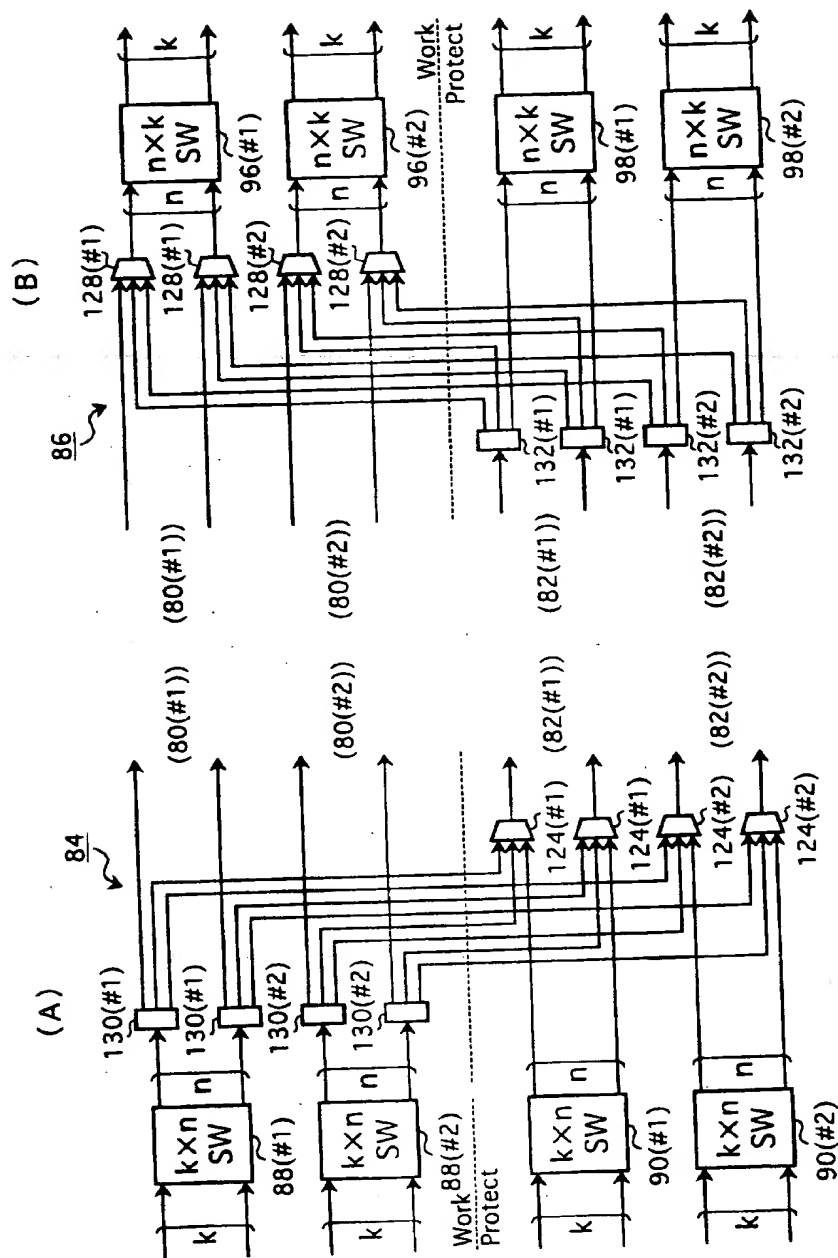 (A)
84
130(#1)
130(#1)
130(#2)
130(#2)
(80(#1))
(80(#2))
k
k×n
SW
n
88(#1)
k
k×n
SW
n
88(#2)
Work
Protect
k
k×n
SW
n
90(#1)
k
k×n
SW
n
90(#2)
124(#1)
124(#1)
124(#2)
124(#2)
(82(#1))
(82(#2))
(B)
86
(80(#1))
(80(#2))
(82(#1))
(82(#2))
128(#1)
128(#1)
128(#2)
128(#2)
n
n×k
SW
k
96(#1)
n
n×k
SW
k
96(#2)
Work
Protect
132(#1)
132(#1)
132(#2)
132(#2)
n
n×k
SW
k
98(#1)
n
n×k
SW
k
98(#2)